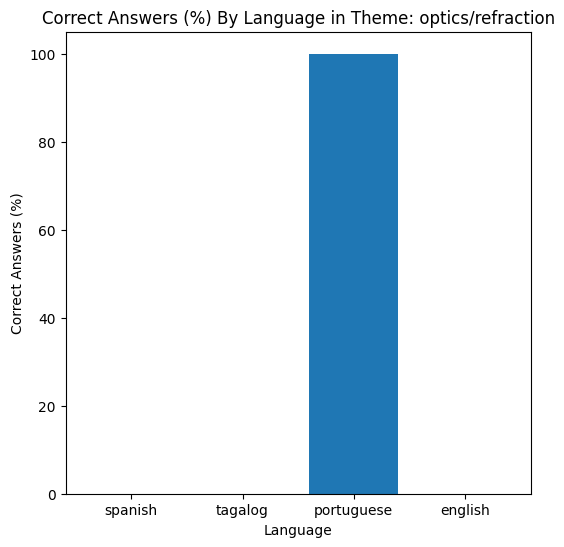 Correct Answers (%) By Language in Theme: optics/refraction
100
80
60
40
20
0
Correct Answers (%)
spanish tagalog portuguese english
Language